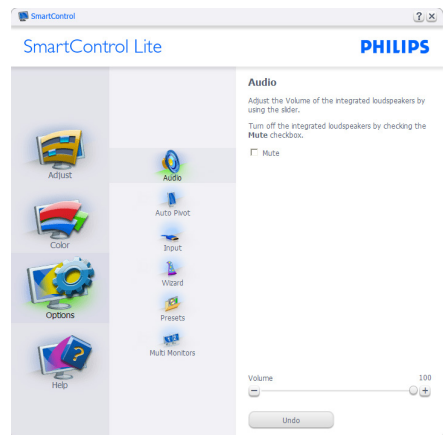 SmartControl
SmartControl Lite
PHILIPS
Adjust
Color
Options
Help
Audio
Auto Pivot
Input
Wizard
Presets
Multi Monitors
Audio
Adjust the Volume of the integrated loudspeakers by
using the slider.
Turn off the integrated loudspeakers by checking the
Mute checkbox.
Mute
Volume 100
Undo